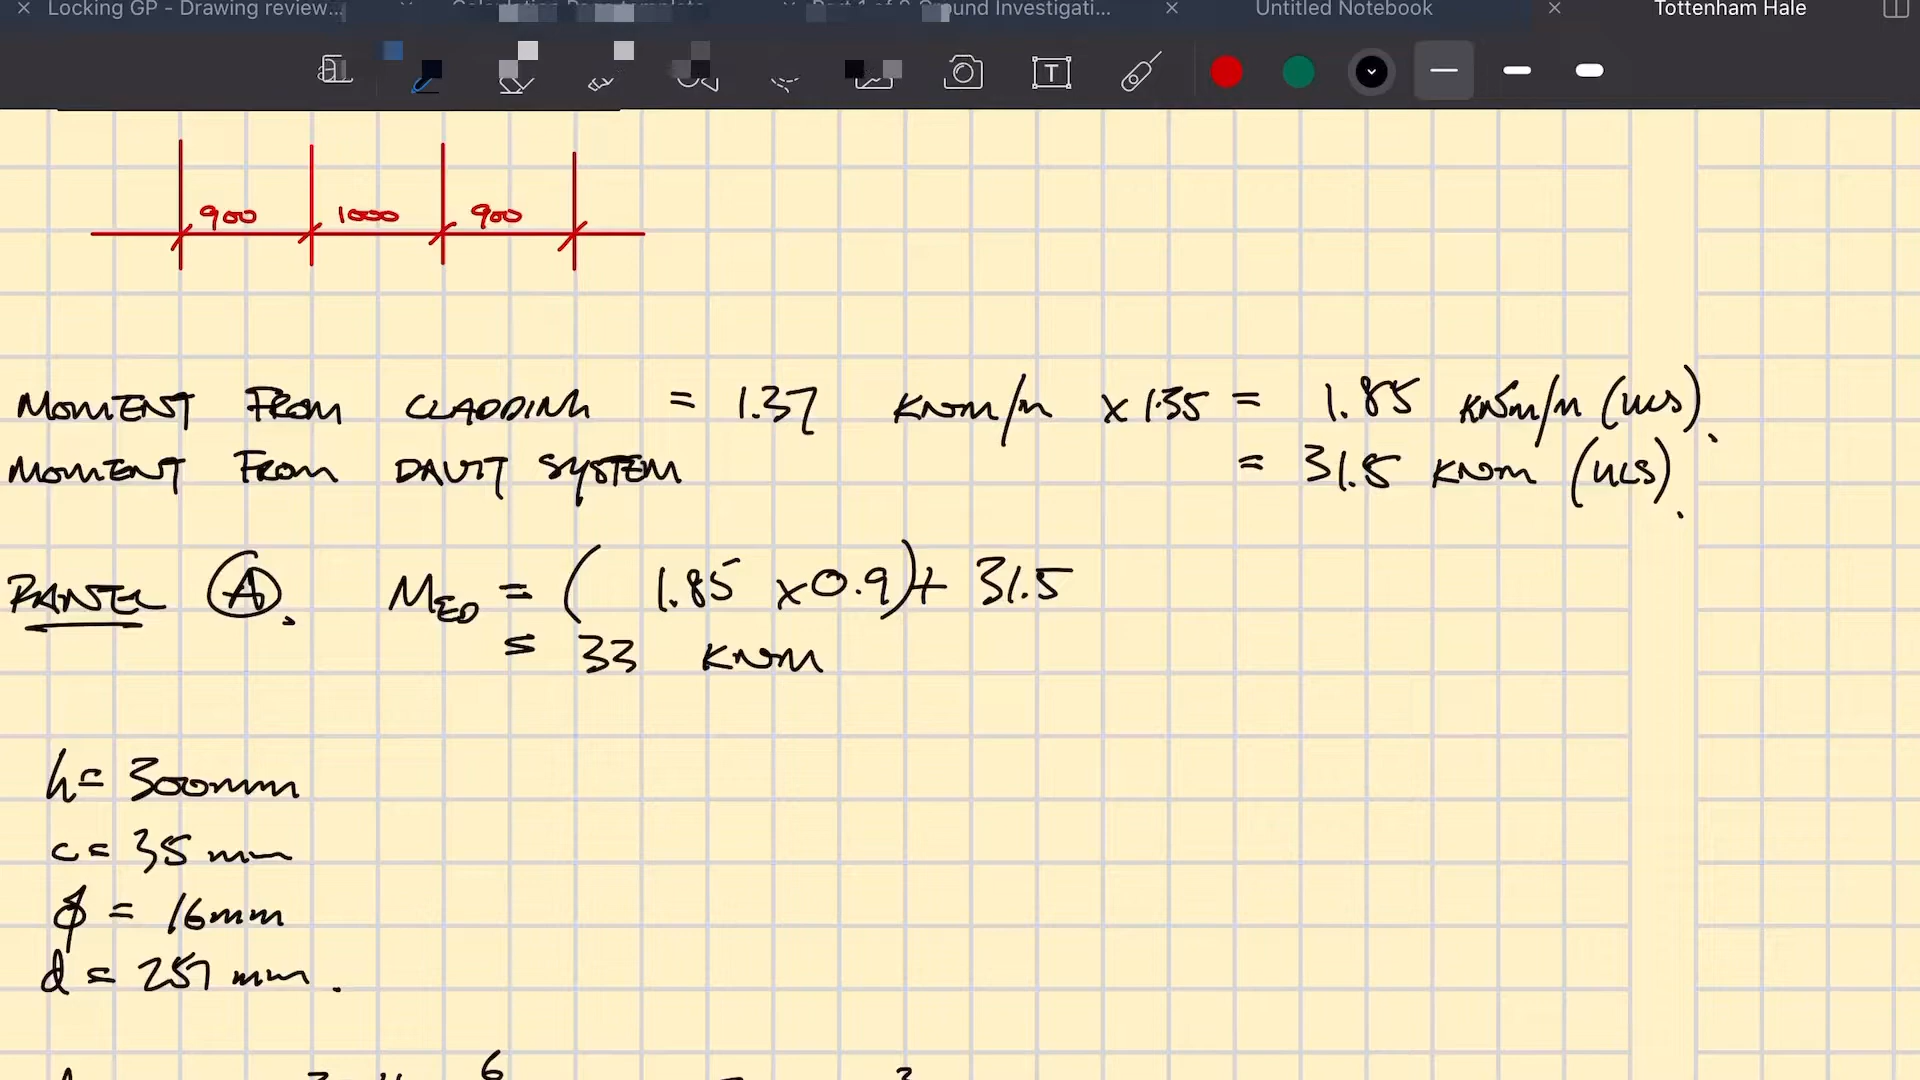 Locking GP - Drawing review...
Untitled Notebook
Tottenham Hale
T
900 1000 900
MOMENT FROM CLADDING = 1.37 KNm/m x 1.35 = 1.85 KNm/m (ULS).
MOMENT FROM DAVIT SYSTEM = 31.5 KNm (ULS).
PANEL A. MED = ( 1.85 x 0.9) + 31.5
= 33 KNm
h = 300mm
c = 35 mm
ϕ = 16mm
d = 257 mm.